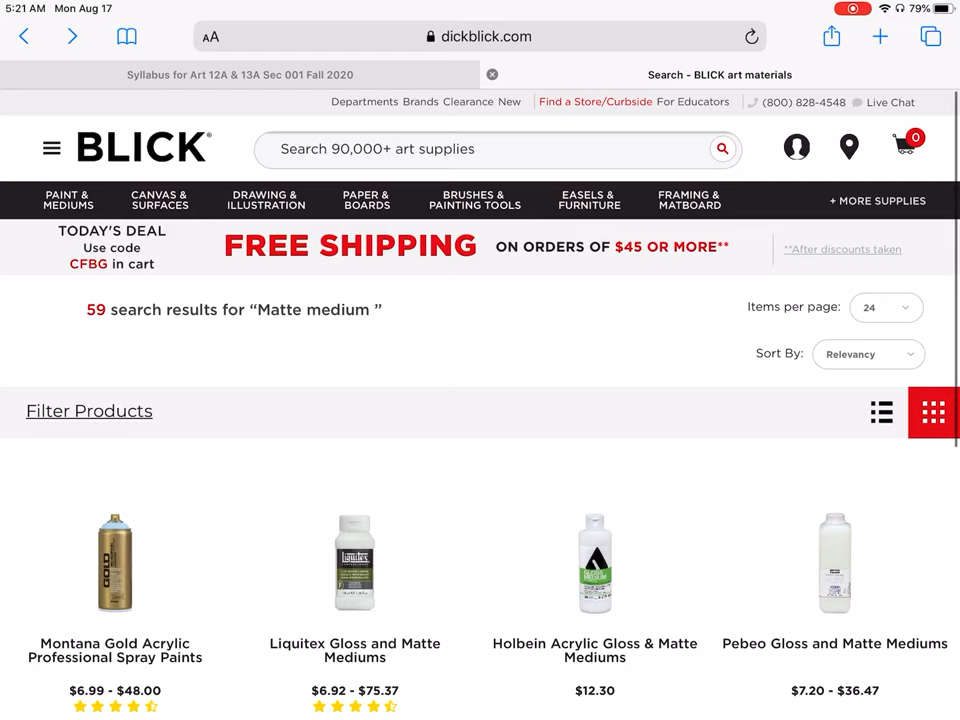 5:21 AM Mon Aug 17
79%
AA
dickblick.com
Syllabus for Art 12A & 13A Sec 001 Fall 2020
Search - BLICK art materials
Departments Brands Clearance New
Find a Store/Curbside For Educators
(800) 828-4548
Live Chat
BLICK®
Search 90,000+ art supplies
0
PAINT &
MEDIUMS
CANVAS &
SURFACES
DRAWING &
ILLUSTRATION
PAPER &
BOARDS
BRUSHES &
PAINTING TOOLS
EASELS &
FURNITURE
FRAMING &
MATBOARD
+ MORE SUPPLIES
TODAY'S DEAL
Use code
CFBG in cart
FREE SHIPPING
ON ORDERS OF $45 OR MORE**
**After discounts taken
59 search results for “Matte medium ”
Items per page:
24
Sort By:
Relevancy
Filter Products
GOLD
Liquitex
GLOSS
MEDIUM
Montana Gold Acrylic
Professional Spray Paints
$6.99 - $48.00
Liquitex Gloss and Matte
Mediums
$6.92 - $75.37
Holbein Acrylic Gloss & Matte
Mediums
$12.30
Pebeo Gloss and Matte Mediums
$7.20 - $36.47